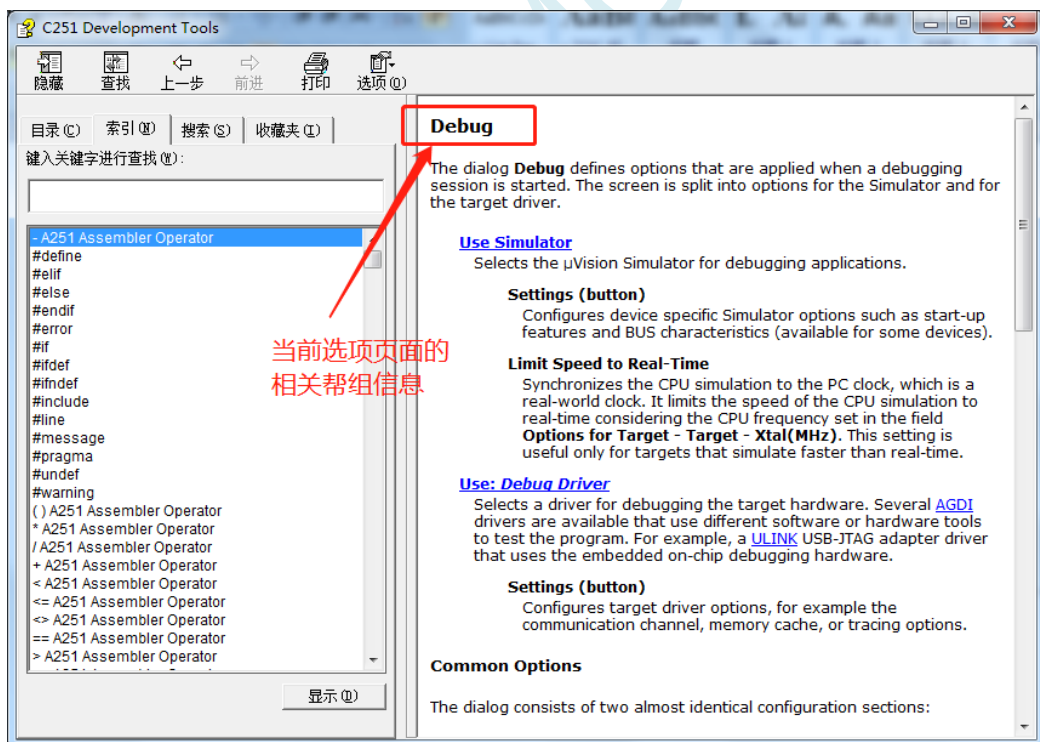 C251 Development Tools
隐藏 查找 上一步 前进 打印 选项(O)
目录(C) 索引(N) 搜索(S) 收藏夹(I)
键入关键字进行查找(W):
- A251 Assembler Operator
#define
#elif
#else
#endif
#error
#if
#ifdef
#ifndef
#include
#line
#message
#pragma
#undef
#warning
( ) A251 Assembler Operator
* A251 Assembler Operator
/ A251 Assembler Operator
+ A251 Assembler Operator
< A251 Assembler Operator
<= A251 Assembler Operator
<> A251 Assembler Operator
== A251 Assembler Operator
> A251 Assembler Operator
显示(D)
当前选项页面的
相关帮组信息
Debug
The dialog Debug defines options that are applied when a debugging
session is started. The screen is split into options for the Simulator and for
the target driver.
Use Simulator
Selects the µVision Simulator for debugging applications.
Settings (button)
Configures device specific Simulator options such as start-up
features and BUS characteristics (available for some devices).
Limit Speed to Real-Time
Synchronizes the CPU simulation to the PC clock, which is a
real-world clock. It limits the speed of the CPU simulation to
real-time considering the CPU frequency set in the field
Options for Target - Target - Xtal(MHz). This setting is
useful only for targets that simulate faster than real-time.
Use: Debug Driver
Selects a driver for debugging the target hardware. Several AGDI
drivers are available that use different software or hardware tools
to test the program. For example, a ULINK USB-JTAG adapter driver
that uses the embedded on-chip debugging hardware.
Settings (button)
Configures target driver options, for example the
communication channel, memory cache, or tracing options.
Common Options
The dialog consists of two almost identical configuration sections: